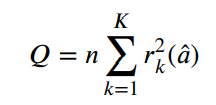 Q = n \sum_{k=1}^{K} r_k^2(\hat{a})